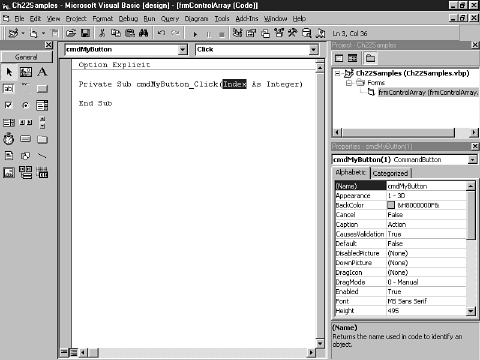 Ch22Samples - Microsoft Visual Basic [design] - [frmControlArray (Code)]
File Edit View Project Format Debug Run Query Diagram Tools Add-Ins Window Help
Ln 3, Col 36
General
cmdMyButton
Click
Option Explicit
Private Sub cmdMyButton_Click(Index As Integer)
End Sub
Project - Ch22Samples
Ch22Samples (Ch22Samples.vbp)
Forms
frmControlArray (frmControlArray.
Properties - cmdMyButton(1)
cmdMyButton(1) CommandButton
Alphabetic Categorized
(Name) cmdMyButton
Appearance 1 - 3D
BackColor &H8000000F&
Cancel False
Caption Action
CausesValidation True
Default False
DisabledPicture (None)
DownPicture (None)
DragIcon (None)
DragMode 0 - Manual
Enabled True
Font MS Sans Serif
Height 495
(Name)
Returns the name used in code to identify an
object.